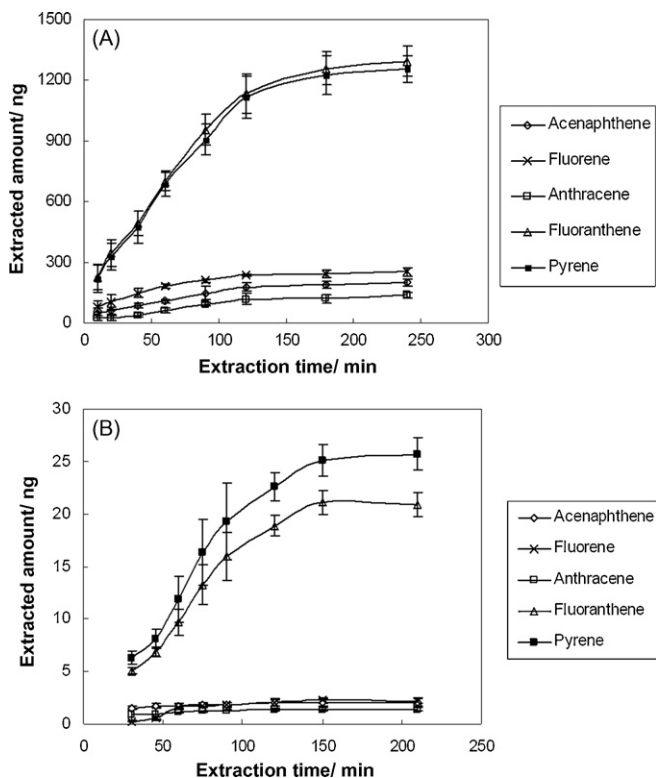 (A)
1500
1200
900
600
300
0
Extracted amount/ ng
0 50 100 150 200 250 300
Extraction time/ min
Acenaphthene
Fluorene
Anthracene
Fluoranthene
Pyrene
(B)
30
25
20
15
10
5
0
Extracted amount/ ng
0 50 100 150 200 250
Extraction time/ min
Acenaphthene
Fluorene
Anthracene
Fluoranthene
Pyrene